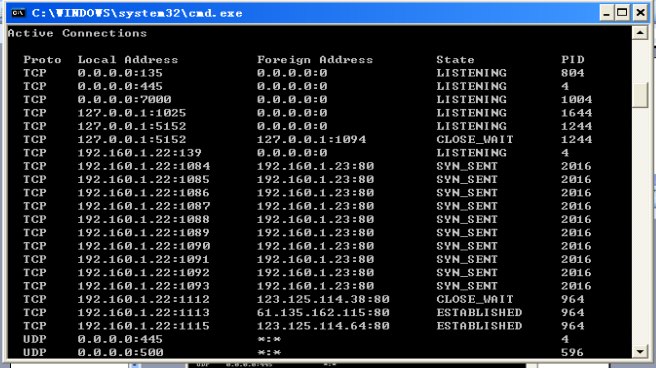 C:\WINDOWS\system32\cmd.exe
Active Connections
Proto Local Address Foreign Address State PID
TCP 0.0.0.0:135 0.0.0.0:0 LISTENING 804
TCP 0.0.0.0:445 0.0.0.0:0 LISTENING 4
TCP 0.0.0.0:7000 0.0.0.0:0 LISTENING 1004
TCP 127.0.0.1:1025 0.0.0.0:0 LISTENING 1644
TCP 127.0.0.1:5152 0.0.0.0:0 LISTENING 1244
TCP 127.0.0.1:5152 127.0.0.1:1094 CLOSE_WAIT 1244
TCP 192.160.1.22:139 0.0.0.0:0 LISTENING 4
TCP 192.160.1.22:1084 192.160.1.23:80 SYN_SENT 2016
TCP 192.160.1.22:1085 192.160.1.23:80 SYN_SENT 2016
TCP 192.160.1.22:1086 192.160.1.23:80 SYN_SENT 2016
TCP 192.160.1.22:1087 192.160.1.23:80 SYN_SENT 2016
TCP 192.160.1.22:1088 192.160.1.23:80 SYN_SENT 2016
TCP 192.160.1.22:1089 192.160.1.23:80 SYN_SENT 2016
TCP 192.160.1.22:1090 192.160.1.23:80 SYN_SENT 2016
TCP 192.160.1.22:1091 192.160.1.23:80 SYN_SENT 2016
TCP 192.160.1.22:1092 192.160.1.23:80 SYN_SENT 2016
TCP 192.160.1.22:1093 192.160.1.23:80 SYN_SENT 2016
TCP 192.160.1.22:1112 123.125.114.38:80 CLOSE_WAIT 964
TCP 192.160.1.22:1113 61.135.162.115:80 ESTABLISHED 964
TCP 192.160.1.22:1115 123.125.114.64:80 ESTABLISHED 964
UDP 0.0.0.0:445 *:* 4
UDP 0.0.0.0:500 *:* 596